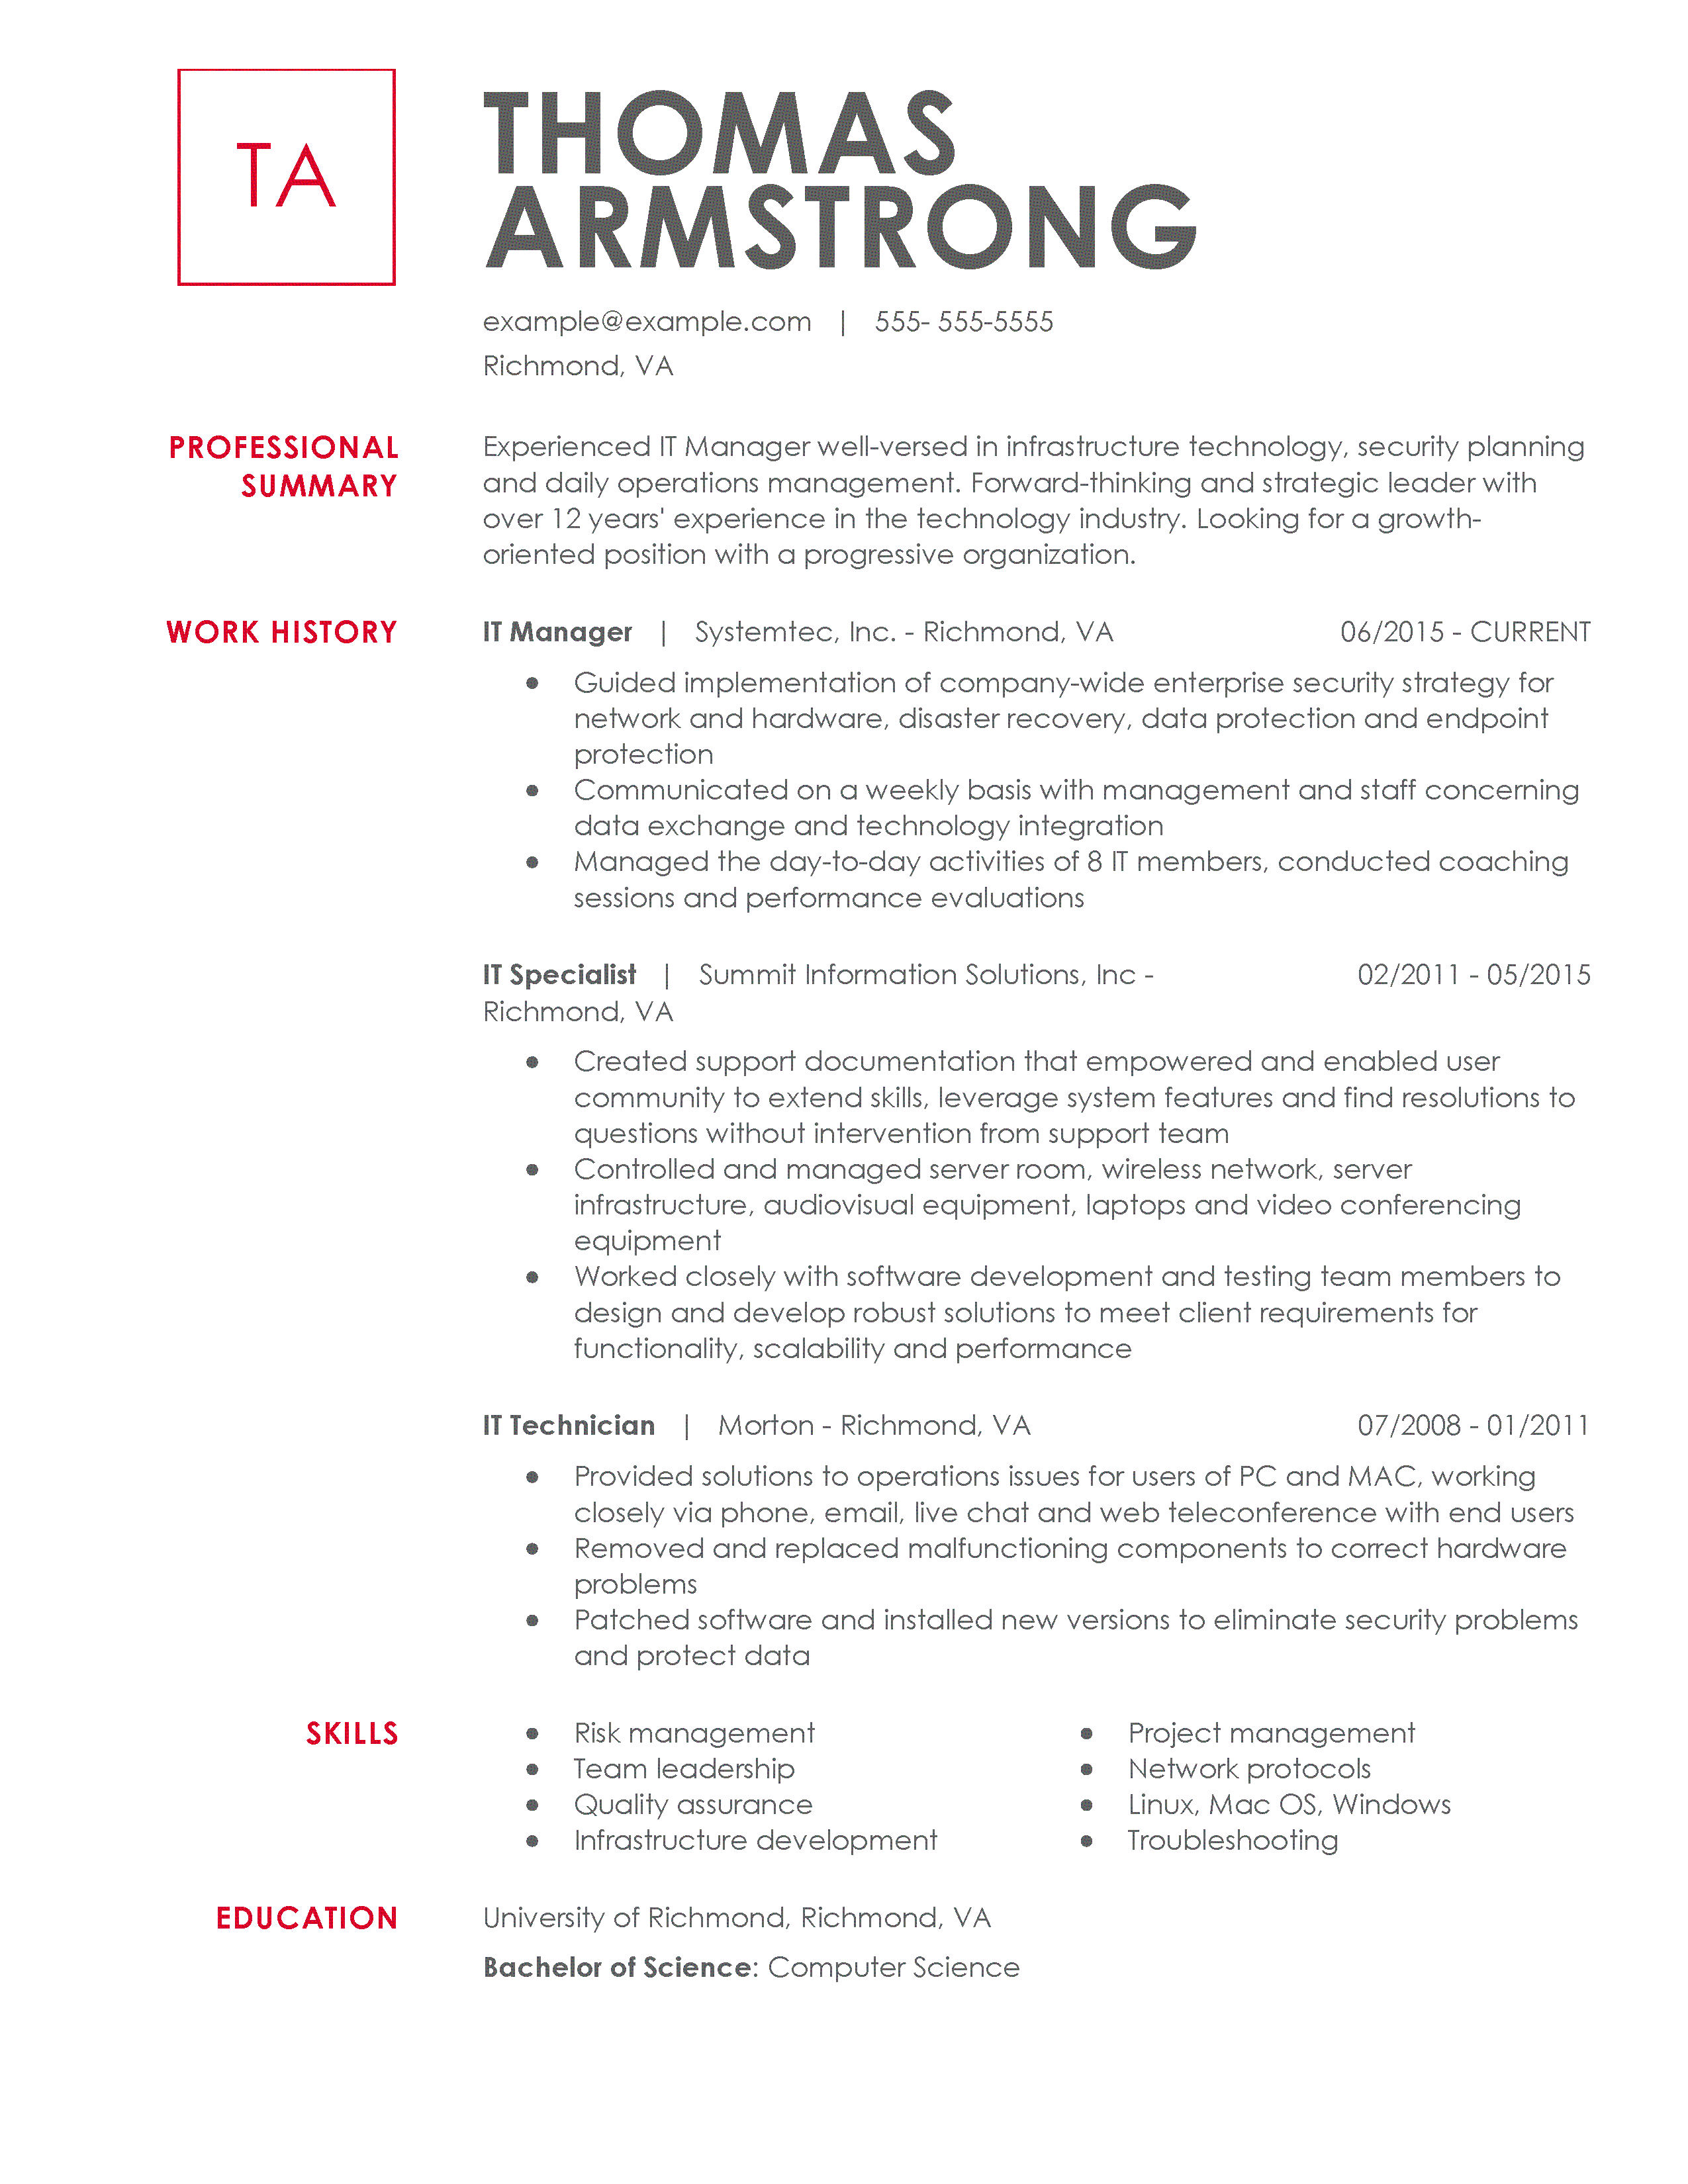 TA
THOMAS
ARMSTRONG
example@example.com | 555- 555-5555
Richmond, VA
PROFESSIONAL
SUMMARY
Experienced IT Manager well-versed in infrastructure technology, security planning
and daily operations management. Forward-thinking and strategic leader with
over 12 years' experience in the technology industry. Looking for a growth-
oriented position with a progressive organization.
WORK HISTORY
IT Manager | Systemtec, Inc. - Richmond, VA 06/2015 - CURRENT
● Guided implementation of company-wide enterprise security strategy for
network and hardware, disaster recovery, data protection and endpoint
protection
● Communicated on a weekly basis with management and staff concerning
data exchange and technology integration
● Managed the day-to-day activities of 8 IT members, conducted coaching
sessions and performance evaluations
IT Specialist | Summit Information Solutions, Inc - 02/2011 - 05/2015
Richmond, VA
● Created support documentation that empowered and enabled user
community to extend skills, leverage system features and find resolutions to
questions without intervention from support team
● Controlled and managed server room, wireless network, server
infrastructure, audiovisual equipment, laptops and video conferencing
equipment
● Worked closely with software development and testing team members to
design and develop robust solutions to meet client requirements for
functionality, scalability and performance
IT Technician | Morton - Richmond, VA 07/2008 - 01/2011
● Provided solutions to operations issues for users of PC and MAC, working
closely via phone, email, live chat and web teleconference with end users
● Removed and replaced malfunctioning components to correct hardware
problems
● Patched software and installed new versions to eliminate security problems
and protect data
SKILLS
● Risk management
● Team leadership
● Quality assurance
● Infrastructure development
● Project management
● Network protocols
● Linux, Mac OS, Windows
● Troubleshooting
EDUCATION
University of Richmond, Richmond, VA
Bachelor of Science: Computer Science